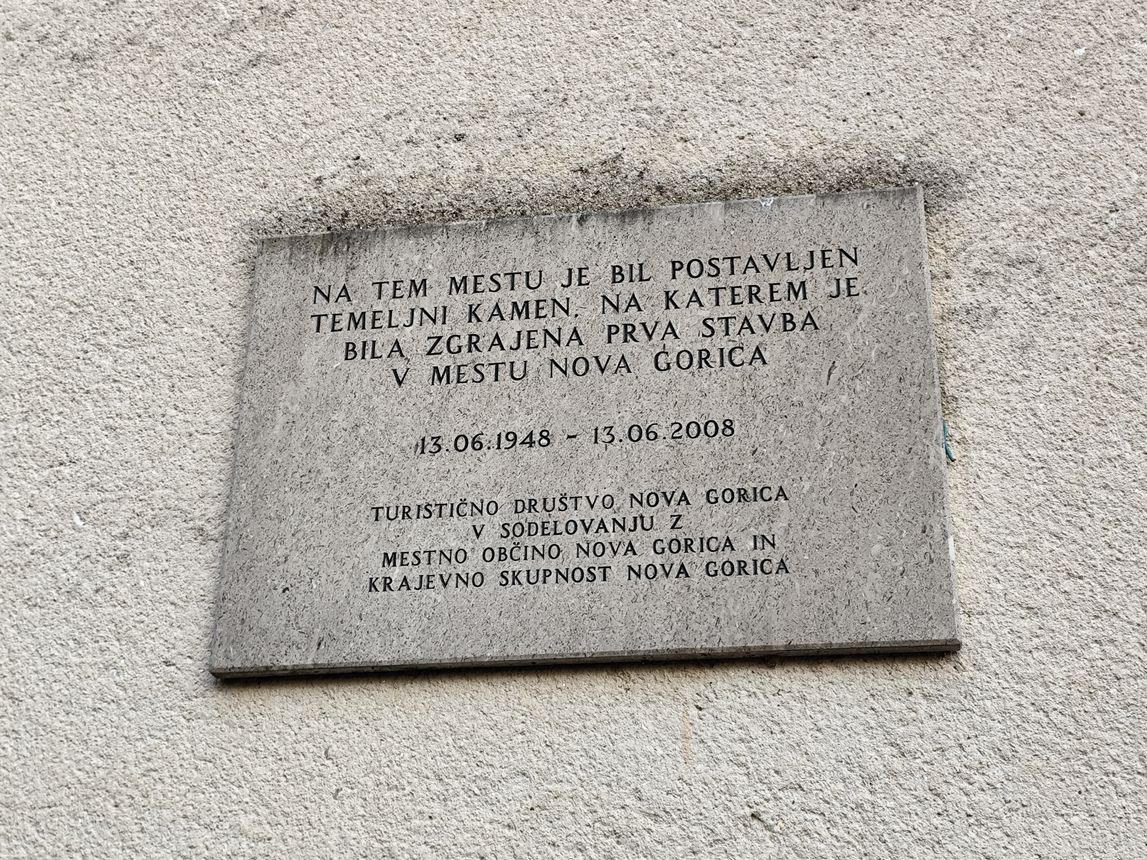 NA TEM MESTU JE BIL POSTAVLJEN
TEMELJNI KAMEN. NA KATEREM JE
BILA ZGRAJENA PRVA STAVBA
V MESTU NOVA GORICA
13.06.1948 - 13.06.2008
TURISTIČNO DRUŠTVO NOVA GORICA
V SODELOVANJU Z
MESTNO OBČINO NOVA GORICA IN
KRAJEVNO SKUPNOST NOVA GORICA